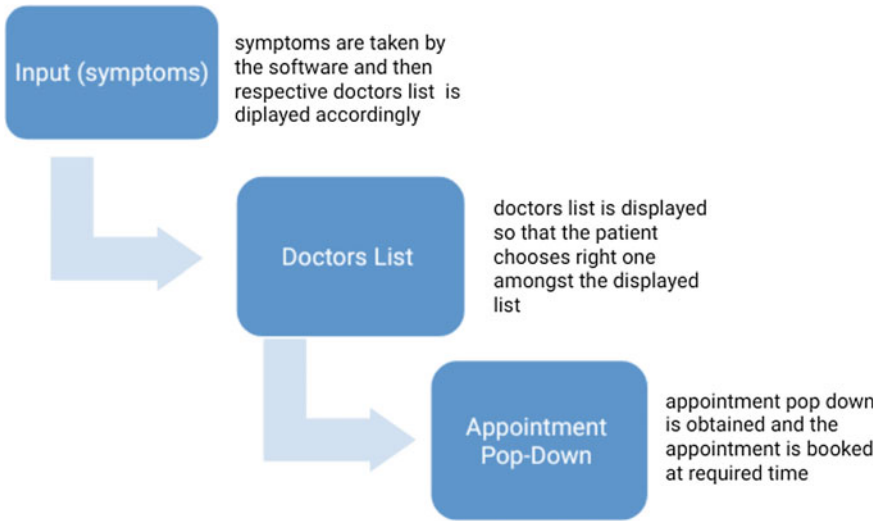 Input (symptoms)
symptoms are taken by
the software and then
respective doctors list is
diplayed accordingly
Doctors List
doctors list is displayed
so that the patient
chooses right one
amongst the displayed
list
Appointment
Pop-Down
appointment pop down
is obtained and the
appointment is booked
at required time